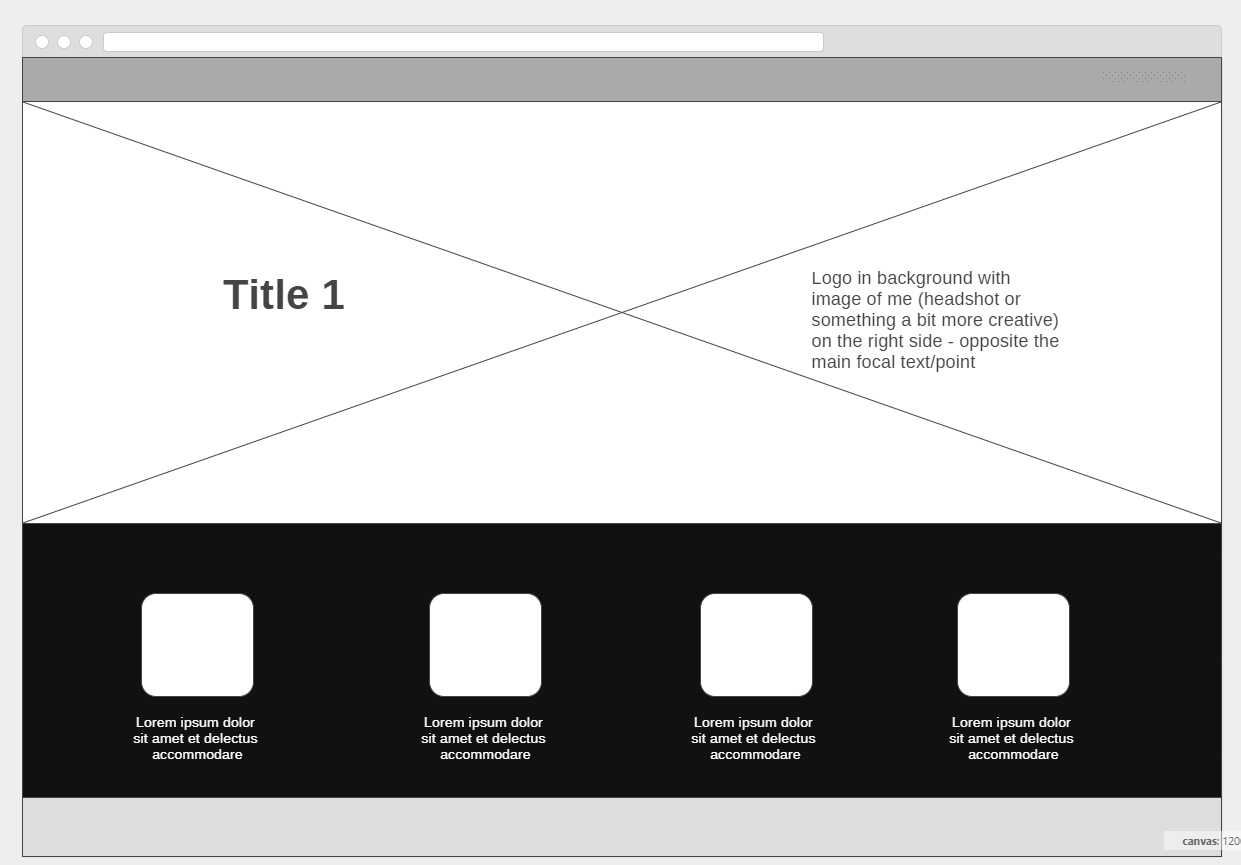 Title 1
Logo in background with
image of me (headshot or
something a bit more creative)
on the right side - opposite the
main focal text/point
Lorem ipsum dolor
sit amet et delectus
accommodare
Lorem ipsum dolor
sit amet et delectus
accommodare
Lorem ipsum dolor
sit amet et delectus
accommodare
Lorem ipsum dolor
sit amet et delectus
accommodare
canvas: 120